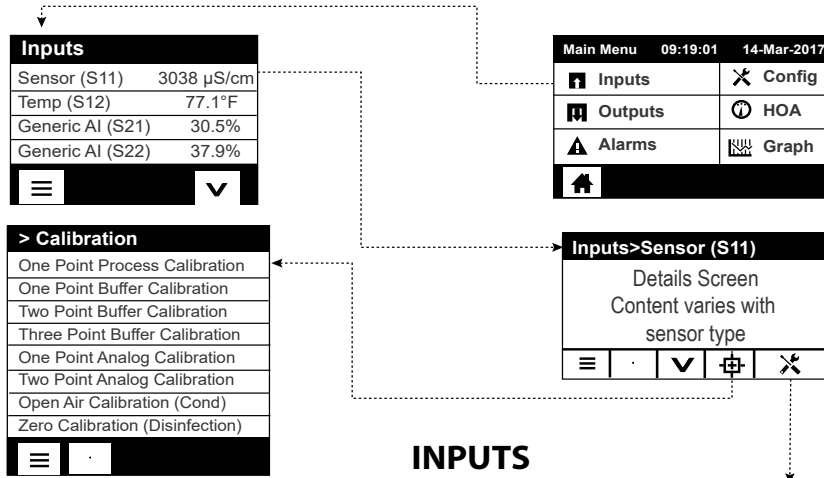 Inputs
Sensor (S11) 3038 µS/cm
Temp (S12) 77.1°F
Generic AI (S21) 30.5%
Generic AI (S22) 37.9%
Main Menu 09:19:01 14-Mar-2017
Inputs Config
Outputs HOA
Alarms Graph
> Calibration
One Point Process Calibration
One Point Buffer Calibration
Two Point Buffer Calibration
Three Point Buffer Calibration
One Point Analog Calibration
Two Point Analog Calibration
Open Air Calibration (Cond)
Zero Calibration (Disinfection)
Inputs>Sensor (S11)
Details Screen
Content varies with
sensor type
INPUTS